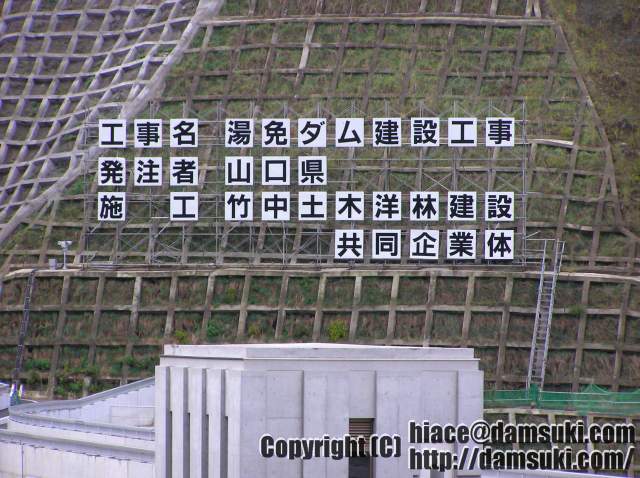 工事名 湯免ダム建設工事
発注者 山口県
施 工 竹中土木洋林建設
共同企業体
Copyright (C) hiace@damsuki.com
http://damsuki.com/